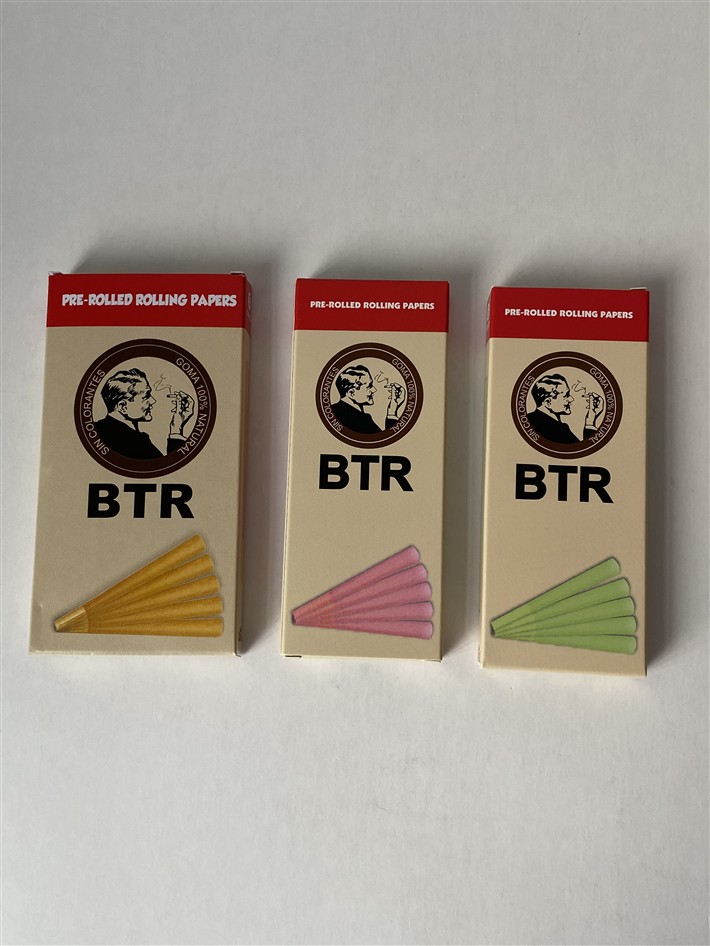 PRE-ROLLED ROLLING PAPERS
SIN COLORANTES
GOMA 100% NATURAL
BTR
PRE-ROLLED ROLLING PAPERS
SIN COLORANTES
GOMA 100% NATURAL
BTR
PRE-ROLLED ROLLING PAPERS
SIN COLORANTES
GOMA 100% NATURAL
BTR